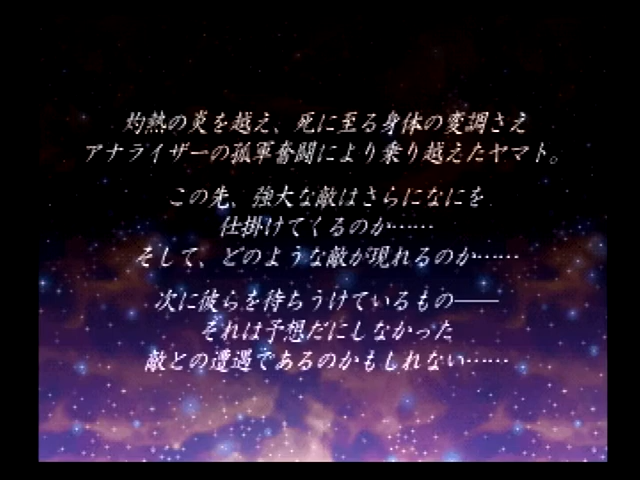 灼熱の炎を越え、死に至る身体の変調さえ
アナライザーの孤軍奮闘により乗り越えたヤマト。
この先、強大な敵はさらになにを
仕掛けてくるのか……
そして、どのような敵が現れるのか……
次に彼らを待ちうけているもの――
それは予想だにしなかった
敵との遭遇であるのかもしれない……